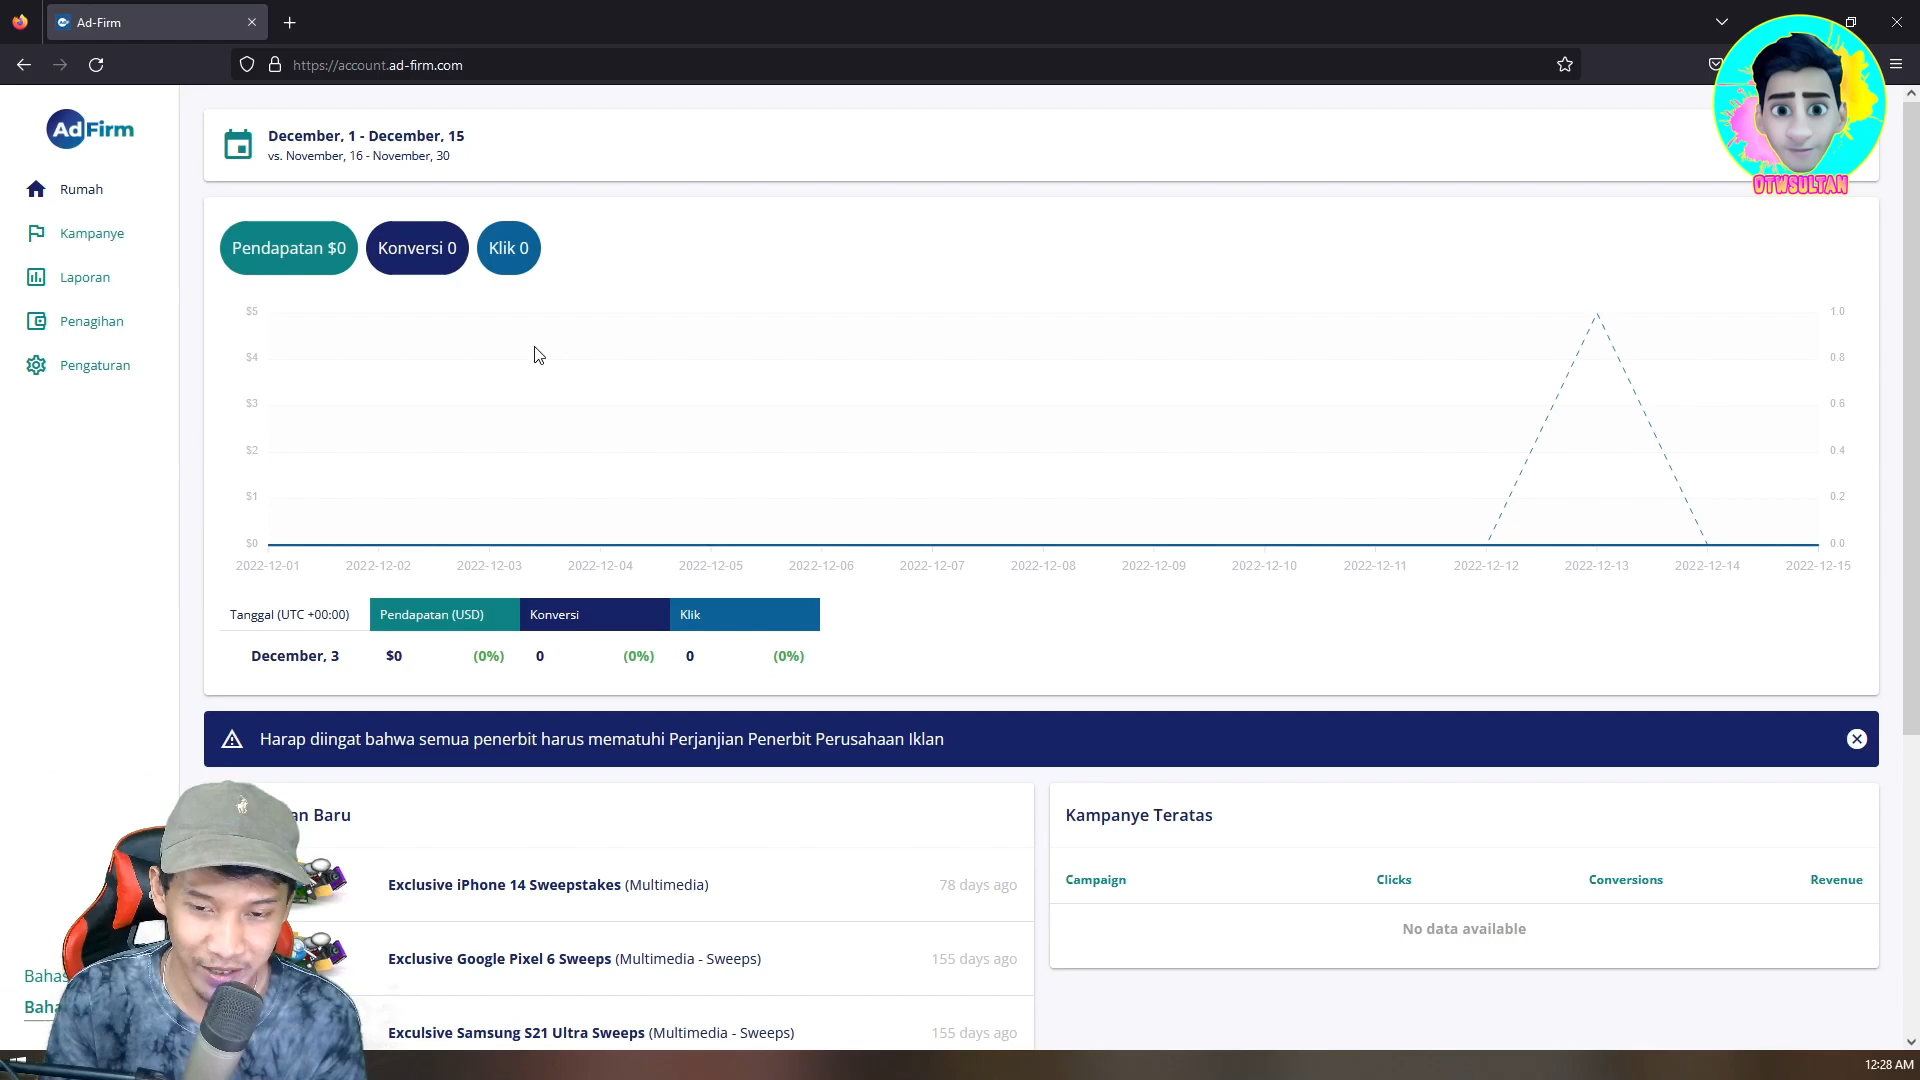 Ad-Firm
https://account.ad-firm.com
OTWSULTAN
AdFirm
Rumah
Kampanye
Laporan
Penagihan
Pengaturan
December, 1 - December, 15
vs. November, 16 - November, 30
Pendapatan $0
Konversi 0
Klik 0
$5
$4
$3
$2
$1
$0
1.0
0.8
0.6
0.4
0.2
0.0
2022-12-01 2022-12-02 2022-12-03 2022-12-04 2022-12-05 2022-12-06 2022-12-07 2022-12-08 2022-12-09 2022-12-10 2022-12-11 2022-12-12 2022-12-13 2022-12-14 2022-12-15
Tanggal (UTC +00:00) Pendapatan (USD) Konversi Klik
December, 3 $0 (0%) 0 (0%) 0 (0%)
Harap diingat bahwa semua penerbit harus mematuhi Perjanjian Penerbit Perusahaan Iklan
an Baru
Exclusive iPhone 14 Sweepstakes (Multimedia) 78 days ago
Exclusive Google Pixel 6 Sweeps (Multimedia - Sweeps) 155 days ago
Exculsive Samsung S21 Ultra Sweeps (Multimedia - Sweeps) 155 days ago
Kampanye Teratas
Campaign Clicks Conversions Revenue
No data available
Bahas
Baha
12:28 AM